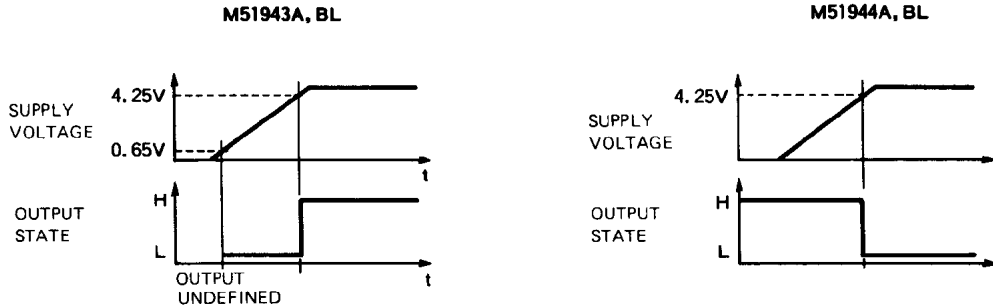 M51943A, BL
SUPPLY
VOLTAGE
4.25V
0.65V
t
OUTPUT
STATE
H
L
OUTPUT
UNDEFINED
t
M51944A, BL
SUPPLY
VOLTAGE
4.25V
t
OUTPUT
STATE
H
L
t